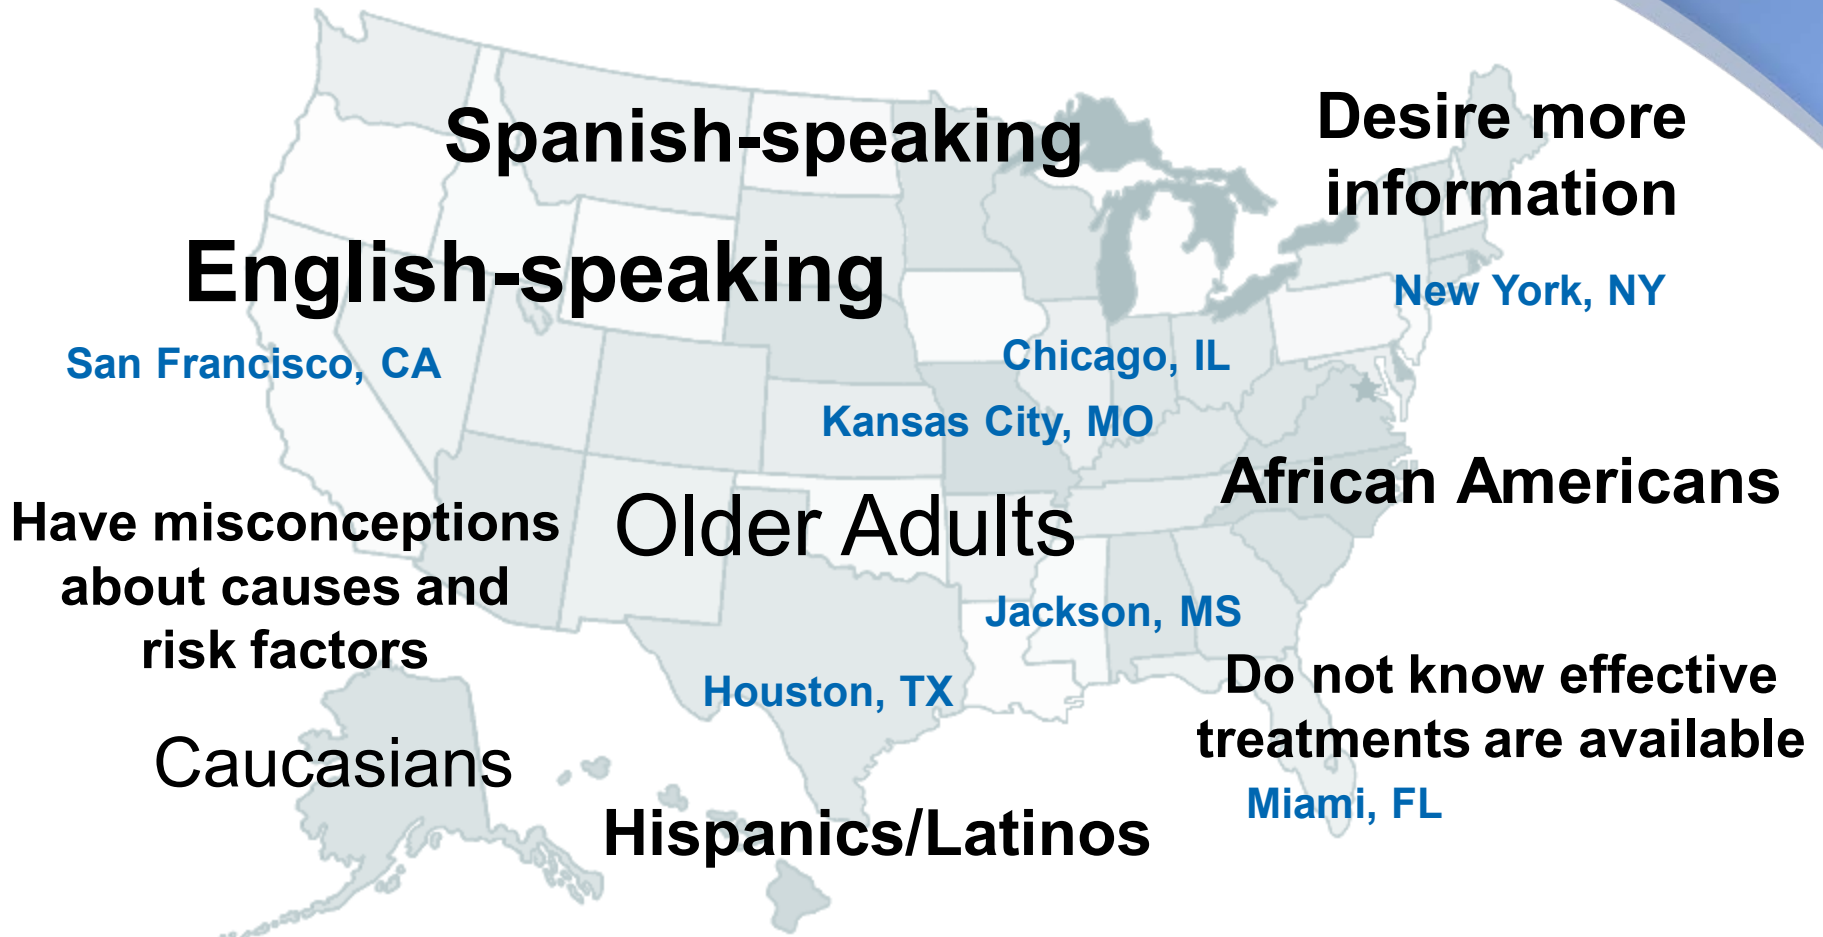 Spanish-speaking
Desire more
information
English-speaking
New York, NY
San Francisco, CA
Chicago, IL
Kansas City, MO
African Americans
Have misconceptions
about causes and
risk factors
Older Adults
Jackson, MS
Houston, TX
Do not know effective
treatments are available
Caucasians
Miami, FL
Hispanics/Latinos